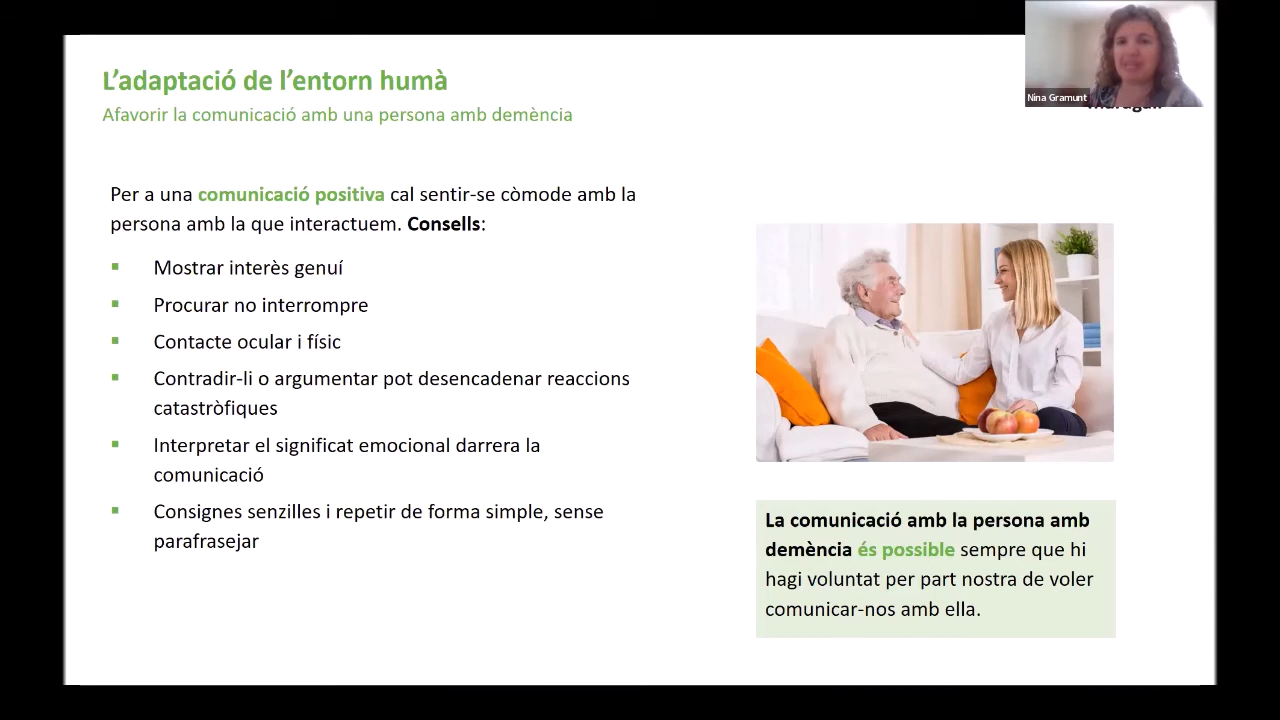 L'adaptació de l'entorn humà
Afavorir la comunicació amb una persona amb demència
Nina Gramunt
Per a una comunicació positiva cal sentir-se còmode amb la
persona amb la que interactuem. Consells:
▪ Mostrar interès genuí
▪ Procurar no interrompre
▪ Contacte ocular i físic
▪ Contradir-li o argumentar pot desencadenar reaccions
catastròfiques
▪ Interpretar el significat emocional darrera la
comunicació
▪ Consignes senzilles i repetir de forma simple, sense
parafrasejar
La comunicació amb la persona amb
demència és possible sempre que hi
hagi voluntat per part nostra de voler
comunicar-nos amb ella.